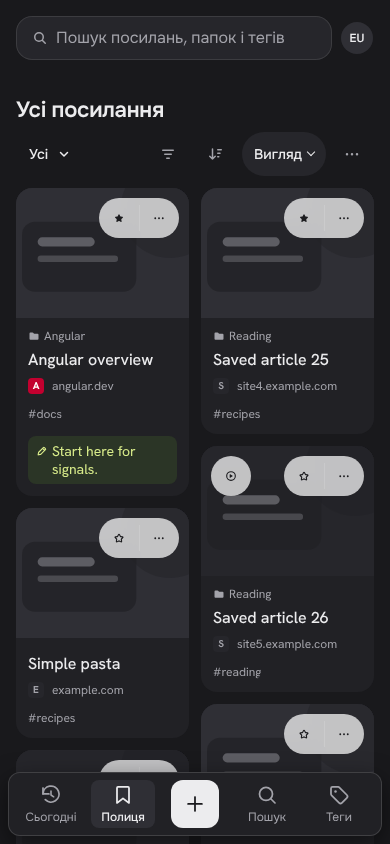 Пошук посилань, папок і тегів
EU
Усі посилання
Усі
Вигляд
Angular
Angular overview
A angular.dev
#docs
Start here for
signals.
Reading
Saved article 25
S site4.example.com
#recipes
Simple pasta
E example.com
#recipes
Reading
Saved article 26
S site5.example.com
#reading
Сьогодні
Полиця
Пошук
Теги